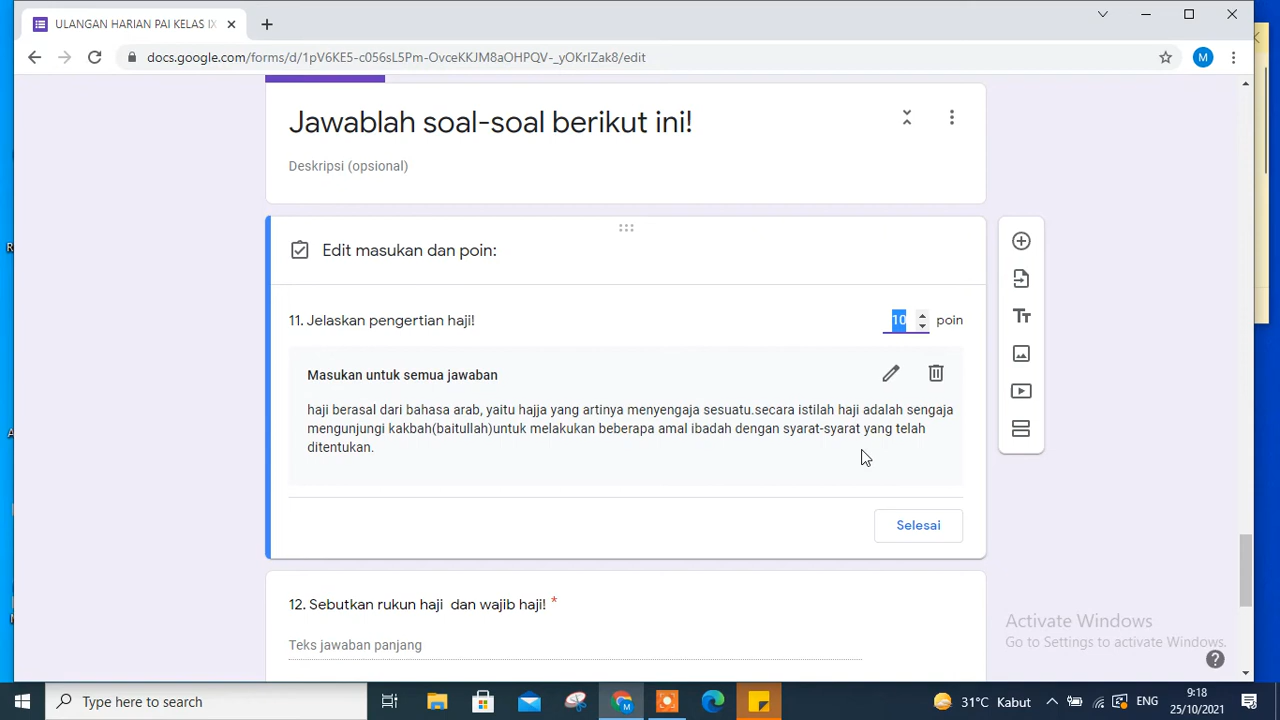 ULANGAN HARIAN PAI KELAS IX
docs.google.com/forms/d/1pV6KE5-c056sL5Pm-OvceKKJM8aOHPQV-_yOKrIZak8/edit
M
Jawablah soal-soal berikut ini!
Deskripsi (opsional)
Edit masukan dan poin:
11. Jelaskan pengertian haji!
10 poin
Masukan untuk semua jawaban
haji berasal dari bahasa arab, yaitu hajja yang artinya menyengaja sesuatu.secara istilah haji adalah sengaja
mengunjungi kakbah(baitullah)untuk melakukan beberapa amal ibadah dengan syarat-syarat yang telah
ditentukan.
Selesai
12. Sebutkan rukun haji  dan wajib haji! *
Teks jawaban panjang
Activate Windows
Go to Settings to activate Windows.
Type here to search
31°C Kabut
ENG
9:18
25/10/2021